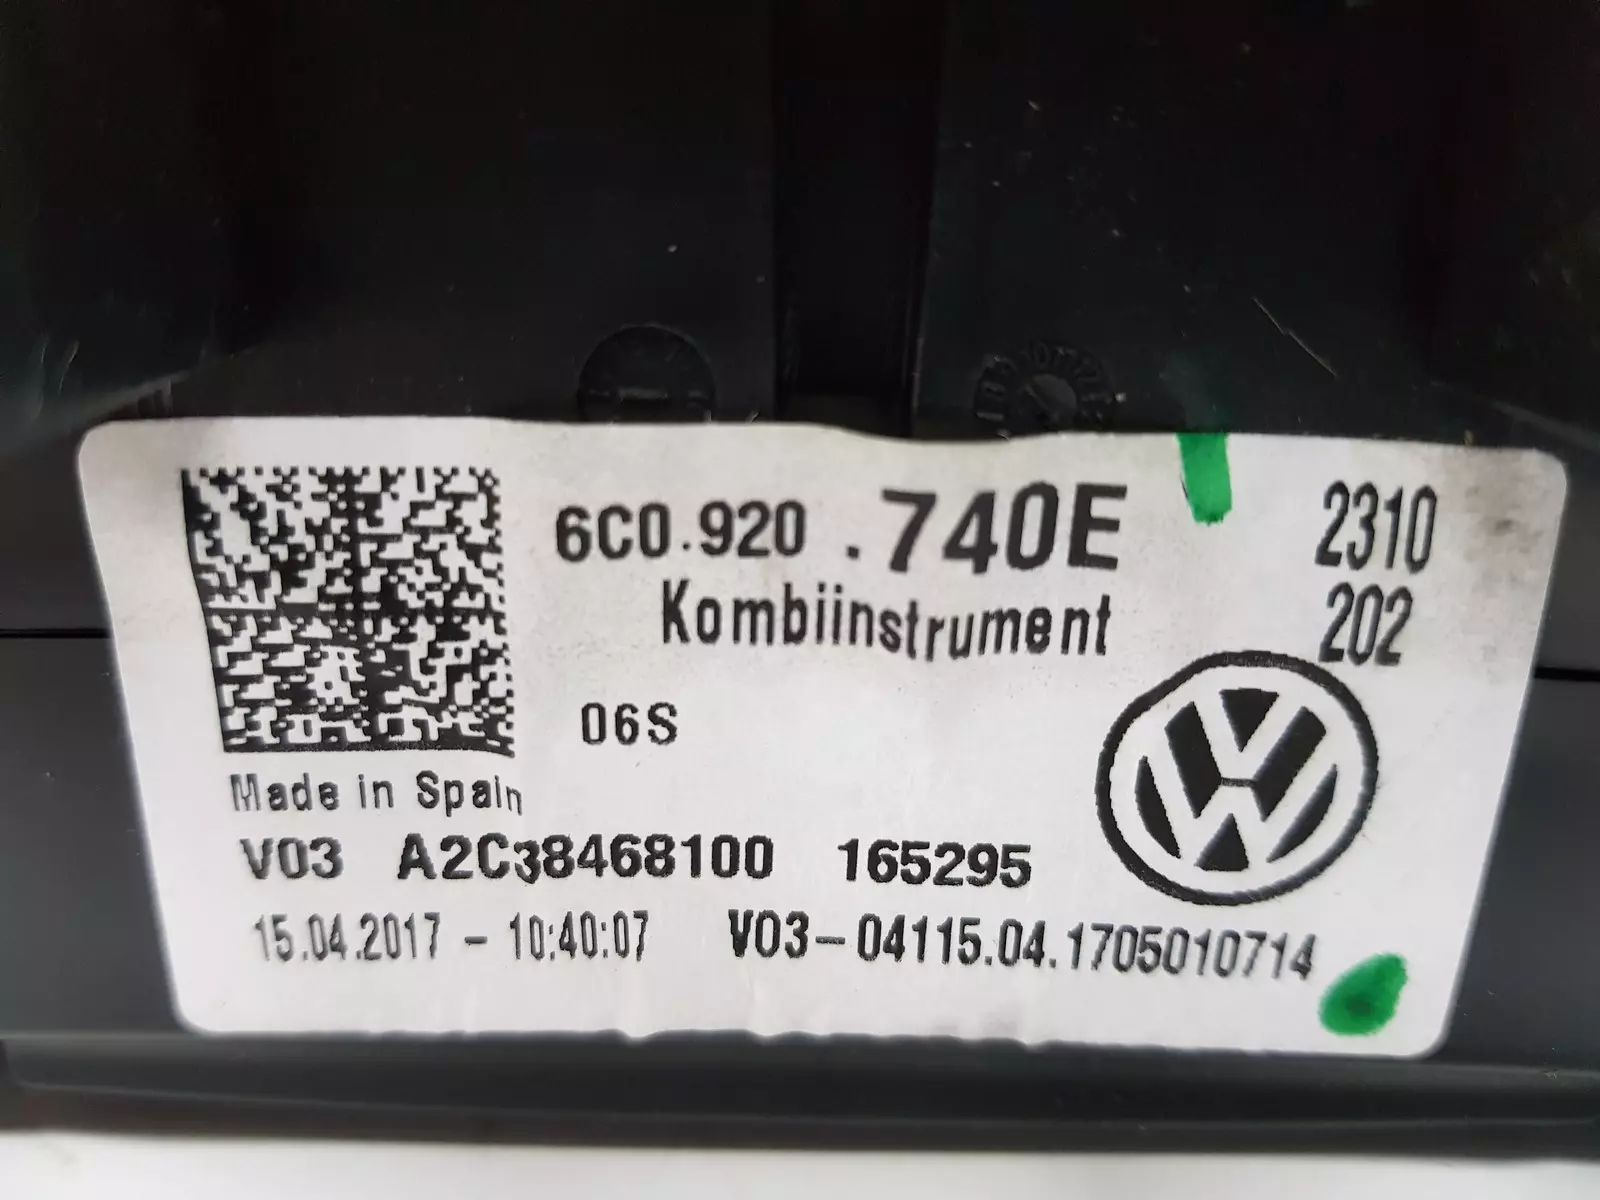 6C0.920 .740E
2310
Kombiinstrument
202
06S
Made in Spain
V03 A2C38468100 165295
15.04.2017 - 10:40:07 V03-04115.04.1705010714